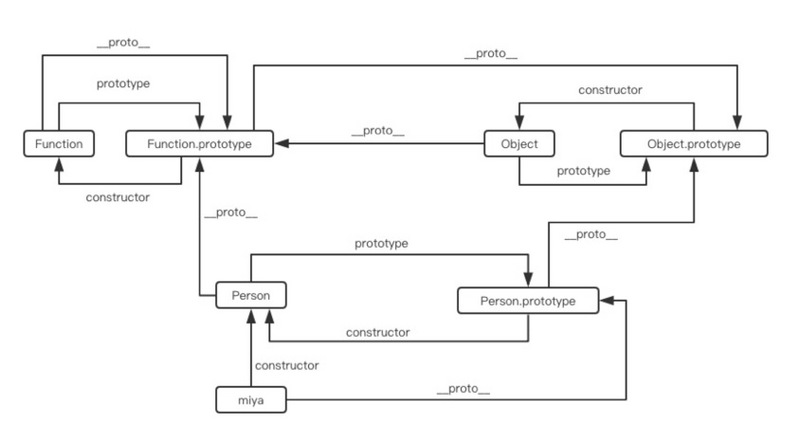 __proto__
__proto__
prototype
constructor
Function
Function.prototype
__proto__
Object
Object.prototype
prototype
constructor
__proto__
__proto__
prototype
Person
Person.prototype
constructor
constructor
__proto__
miya